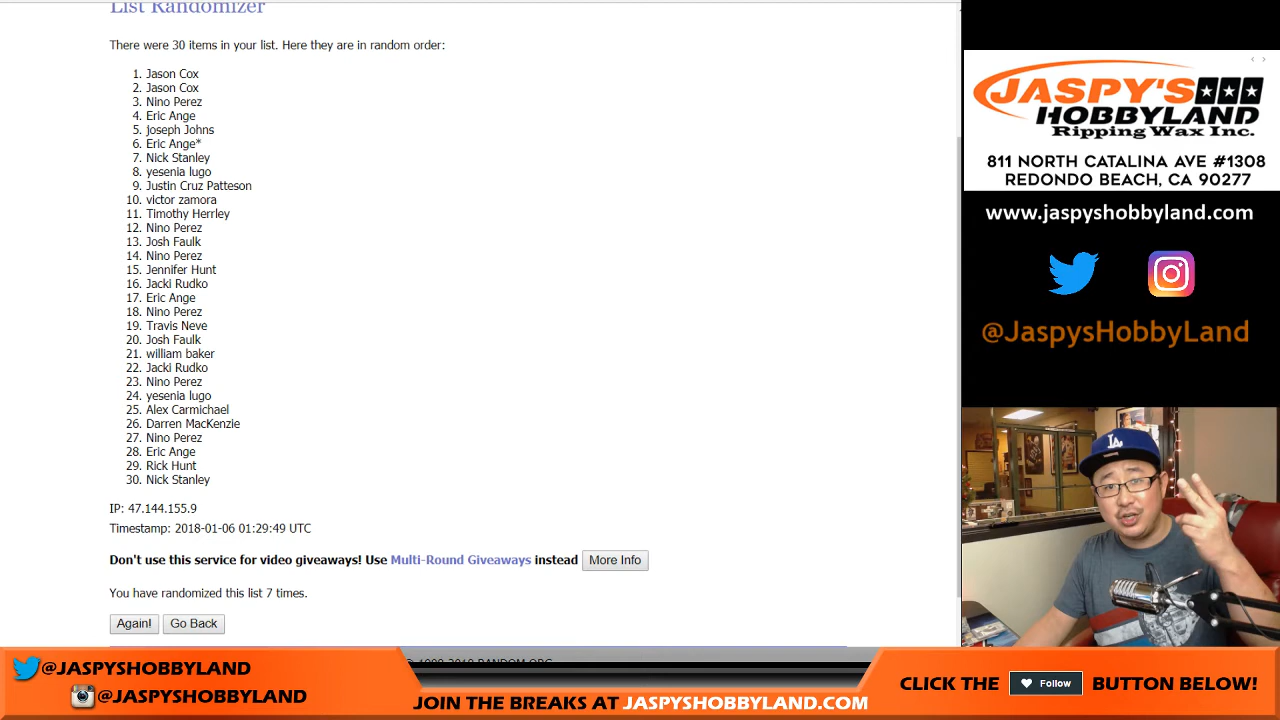 List Randomizer
There were 30 items in your list. Here they are in random order:
1. Jason Cox
2. Jason Cox
3. Nino Perez
4. Eric Ange
5. joseph Johns
6. Eric Ange*
7. Nick Stanley
8. yesenia lugo
9. Justin Cruz Patteson
10. victor zamora
11. Timothy Herrley
12. Nino Perez
13. Josh Faulk
14. Nino Perez
15. Jennifer Hunt
16. Jacki Rudko
17. Eric Ange
18. Nino Perez
19. Travis Neve
20. Josh Faulk
21. william baker
22. Jacki Rudko
23. Nino Perez
24. yesenia lugo
25. Alex Carmichael
26. Darren MacKenzie
27. Nino Perez
28. Eric Ange
29. Rick Hunt
30. Nick Stanley
IP: 47.144.155.9
Timestamp: 2018-01-06 01:29:49 UTC
Don't use this service for video giveaways! Use Multi-Round Giveaways instead More Info
You have randomized this list 7 times.
Again! Go Back
© 1998-2018 RANDOM.ORG
JASPY'S
HOBBYLAND
Ripping Wax Inc.
811 NORTH CATALINA AVE #1308
REDONDO BEACH, CA 90277
www.jaspyshobbyland.com
@JaspysHobbyLand
LA
@JASPYSHOBBYLAND
@JASPYSHOBBYLAND
JOIN THE BREAKS AT JASPYSHOBBYLAND.COM
CLICK THE Follow BUTTON BELOW!